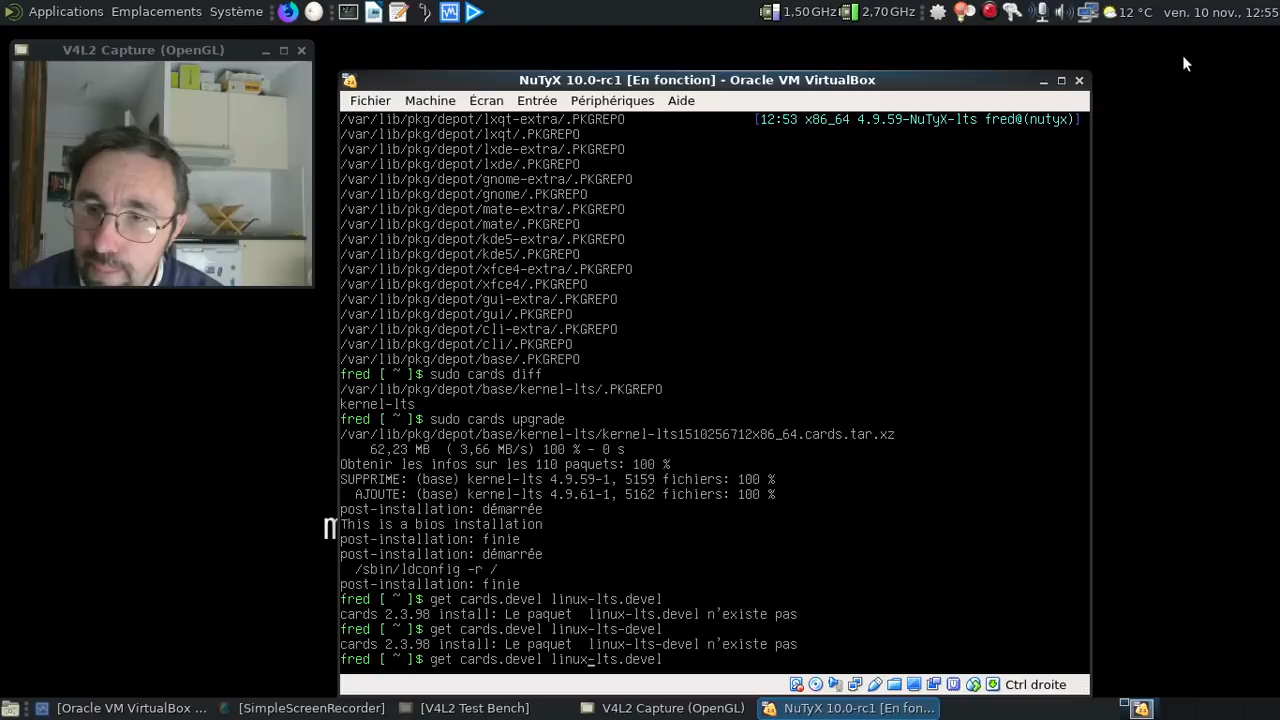 Applications Emplacements Système 1,50 GHz 2,70 GHz 12 °C ven. 10 nov., 12:55
V4L2 Capture (OpenGL)
NuTyX 10.0-rc1 [En fonction] - Oracle VM VirtualBox
Fichier Machine Écran Entrée Périphériques Aide
/var/lib/pkg/depot/lxqt-extra/.PKGREPO [12:53 x86_64 4.9.59-NuTyX-lts fred@(nutyx)]
/var/lib/pkg/depot/lxqt/.PKGREPO
/var/lib/pkg/depot/lxde-extra/.PKGREPO
/var/lib/pkg/depot/lxde/.PKGREPO
/var/lib/pkg/depot/gnome-extra/.PKGREPO
/var/lib/pkg/depot/gnome/.PKGREPO
/var/lib/pkg/depot/mate-extra/.PKGREPO
/var/lib/pkg/depot/mate/.PKGREPO
/var/lib/pkg/depot/kde5-extra/.PKGREPO
/var/lib/pkg/depot/kde5/.PKGREPO
/var/lib/pkg/depot/xfce4-extra/.PKGREPO
/var/lib/pkg/depot/xfce4/.PKGREPO
/var/lib/pkg/depot/gui-extra/.PKGREPO
/var/lib/pkg/depot/gui/.PKGREPO
/var/lib/pkg/depot/cli-extra/.PKGREPO
/var/lib/pkg/depot/cli/.PKGREPO
/var/lib/pkg/depot/base/.PKGREPO
fred [ ~ ]$ sudo cards diff
/var/lib/pkg/depot/base/kernel-lts/.PKGREPO
kernel-lts
fred [ ~ ]$ sudo cards upgrade
/var/lib/pkg/depot/base/kernel-lts/kernel-lts1510256712x86_64.cards.tar.xz
62,23 MB ( 3,66 MB/s) 100 % - 0 s
Obtenir les infos sur les 110 paquets: 100 %
SUPPRIME: (base) kernel-lts 4.9.59-1, 5159 fichiers: 100 %
AJOUTE: (base) kernel-lts 4.9.61-1, 5162 fichiers: 100 %
post-installation: démarrée
This is a bios installation
post-installation: finie
post-installation: démarrée
/sbin/ldconfig -r /
post-installation: finie
fred [ ~ ]$ get cards.devel linux-lts.devel
cards 2.3.98 install: Le paquet linux-lts.devel n'existe pas
fred [ ~ ]$ get cards.devel linux-lts-devel
cards 2.3.98 install: Le paquet linux-lts-devel n'existe pas
fred [ ~ ]$ get cards.devel linux-lts.devel
Ctrl droite
[Oracle VM VirtualBox ... [SimpleScreenRecorder] [V4L2 Test Bench] V4L2 Capture (OpenGL) NuTyX 10.0-rc1 [En fon...